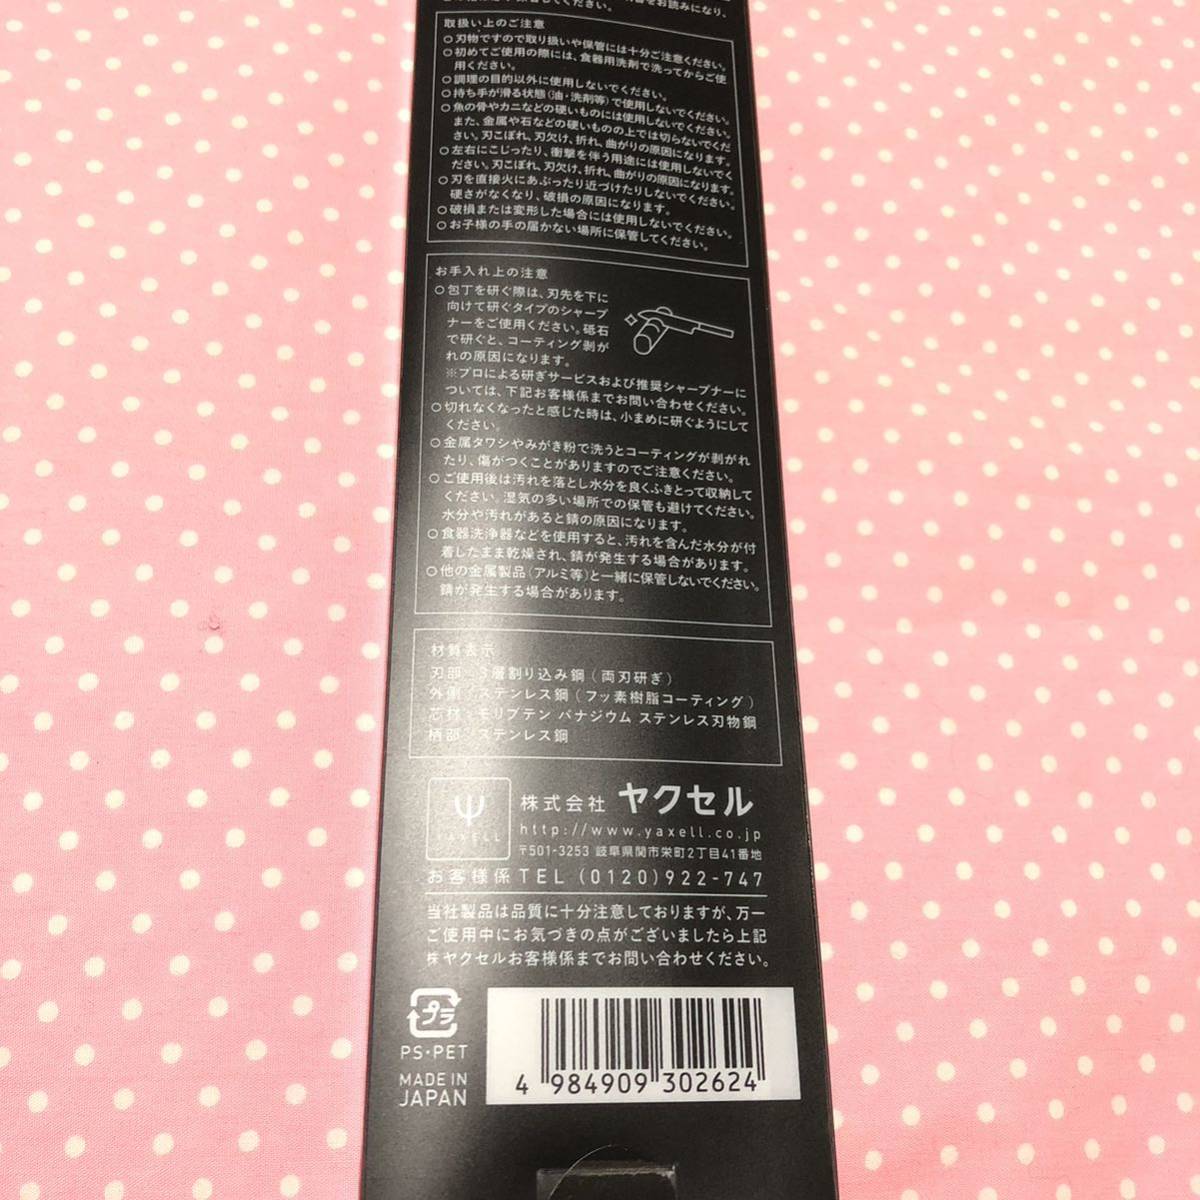 をお読みになり、
してください。
取扱い上のご注意
○刃物ですので取り扱いや保管には十分ご注意ください。
○初めてご使用の際には、食器用洗剤で洗ってからご使
用ください。
○調理の目的以外に使用しないでください。
○持ち手が滑る状態(油・洗剤等)で使用しないでください。
○魚の骨やカニなどの硬いものには使用しないでください。
また、金属や石などの硬いものの上では切らないでくだ
さい。刃こぼれ、刃欠け、折れ、曲がりの原因になります。
○左右にこじったり、衝撃を伴う用途には使用しないでく
ださい。刃こぼれ、刃欠け、折れ、曲がりの原因になります。
○刃を直接火にあぶったり近づけたりしないでください。
硬さがなくなり、破損の原因になります。
○破損または変形した場合には使用しないでください。
○お子様の手の届かない場所に保管してください。
お手入れ上の注意
○包丁を研ぐ際は、刃先を下に
向けて研ぐタイプのシャープ
ナーをご使用ください。砥石
で研ぐと、コーティング剥が
れの原因になります。
※プロによる研ぎサービスおよび推奨シャープナーに
ついては、下記お客様係までお問い合わせください。
○切れなくなったと感じた時は、小まめに研ぐようにして
ください。
○金属タワシやみがき粉で洗うとコーティングが剥がれ
たり、傷がつくことがありますのでご注意ください。
○ご使用後は汚れを落とし水分を良くふきとって収納して
ください。湿気の多い場所での保管も避けてください。
水分や汚れがあると錆の原因になります。
○食器洗浄器などを使用すると、汚れを含んだ水分が付
着したまま乾燥され、錆が発生する場合があります。
○他の金属製品(アルミ等)と一緒に保管しないでください。
錆が発生する場合があります。
材質表示
刃部:3層割り込み鋼(両刃研ぎ)
外側:ステンレス鋼(フッ素樹脂コーティング)
芯材:モリブデン バナジウム ステンレス刃物鋼
柄部:ステンレス鋼
YAXELL
株式会社 ヤクセル
http://www.yaxell.co.jp
〒501-3253 岐阜県関市栄町2丁目41番地
お客様係 TEL (0120)922-747
当社製品は品質に十分注意しておりますが、万一
ご使用中にお気づきの点がございましたら上記
㈱ヤクセルお客様係までお問い合わせください。
プラ
PS・PET
MADE IN
JAPAN
4 984909 302624